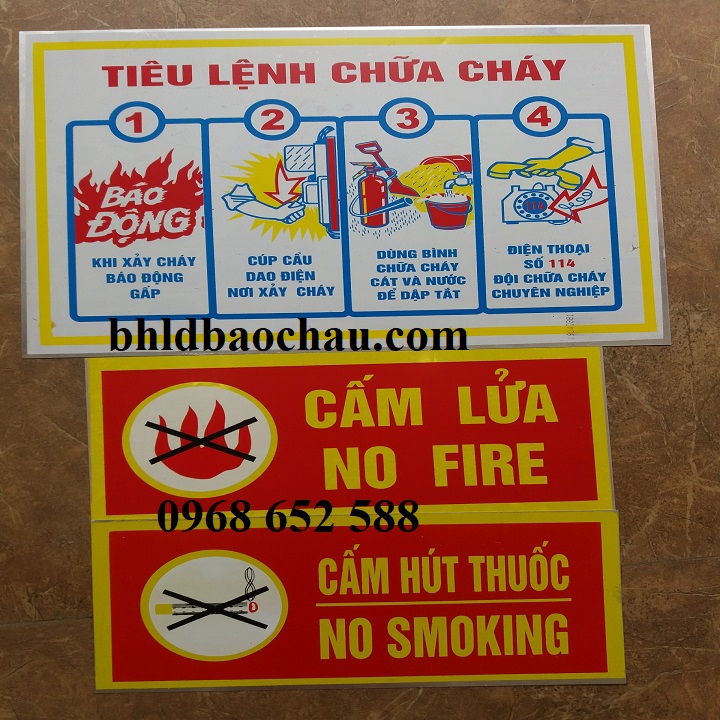 TIÊU LỆNH CHỮA CHÁY
1
BÁO
ĐỘNG
KHI XẢY CHÁY
BÁO ĐỘNG
GẤP
2
CÚP CẦU
DAO ĐIỆN
NƠI XẢY CHÁY
3
DÙNG BÌNH
CHỮA CHÁY
CÁT VÀ NƯỚC
ĐỂ DẬP TẮT
4
114
ĐIỆN THOẠI
SỐ 114
ĐỘI CHỮA CHÁY
CHUYÊN NGHIỆP
bhldbaochau.com
CẤM LỬA
NO FIRE
0968 652 588
CẤM HÚT THUỐC
NO SMOKING